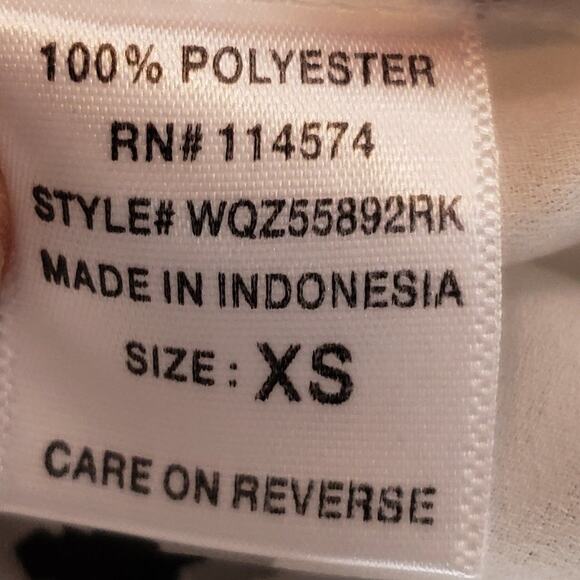 100% POLYESTER
RN# 114574
STYLE# WQZ55892RK
MADE IN INDONESIA
SIZE: XS
CARE ON REVERSE